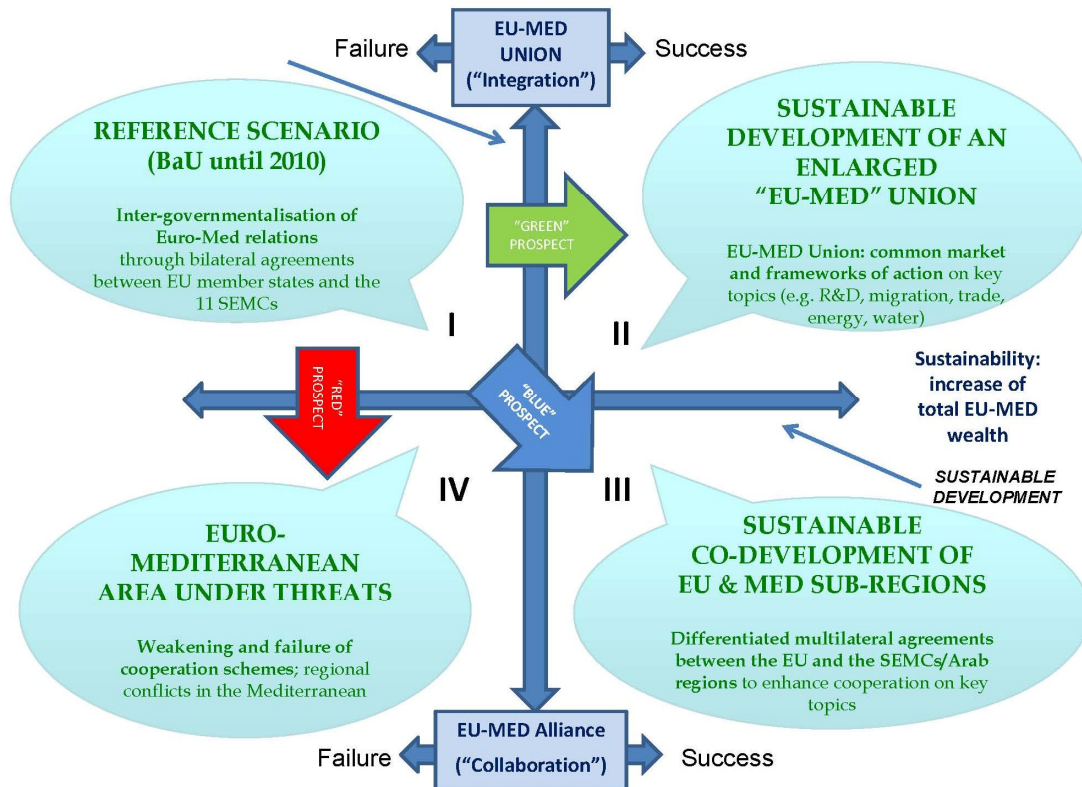 Failure
EU-MED
UNION
(“Integration”)
Success
REFERENCE SCENARIO
(BaU until 2010)
Inter-governmentalisation of
Euro-Med relations
through bilateral agreements
between EU member states and the
11 SEMCs
I
SUSTAINABLE
DEVELOPMENT OF AN
ENLARGED
“EU-MED” UNION
EU-MED Union: common market
and frameworks of action on key
topics (e.g. R&D, migration, trade,
energy, water)
II
“GREEN”
PROSPECT
“RED”
PROSPECT
“BLUE”
PROSPECT
Sustainability:
increase of
total EU-MED
wealth
SUSTAINABLE
DEVELOPMENT
IV
EURO-
MEDITERRANEAN
AREA UNDER THREATS
Weakening and failure of
cooperation schemes; regional
conflicts in the Mediterranean
III
SUSTAINABLE
CO-DEVELOPMENT OF
EU & MED SUB-REGIONS
Differentiated multilateral agreements
between the EU and the SEMCs/Arab
regions to enhance cooperation on key
topics
Failure
EU-MED Alliance
(“Collaboration”)
Success